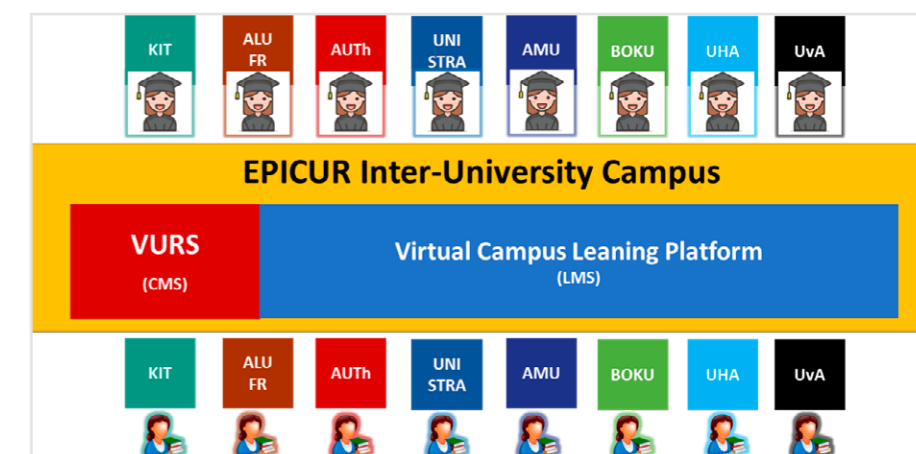 KIT
ALU
FR
AUTh
UNI
STRA
AMU
BOKU
UHA
UvA
EPICUR Inter-University Campus
VURS
(CMS)
Virtual Campus Leaning Platform
(LMS)
KIT
ALU
FR
AUTh
UNI
STRA
AMU
BOKU
UHA
UvA